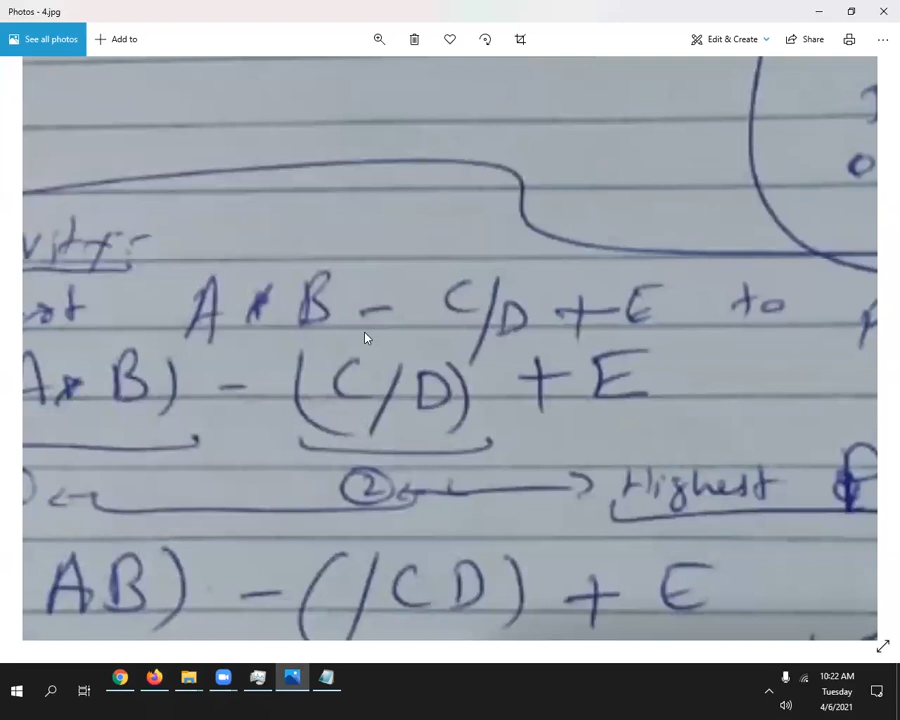 Photos - 4.jpg
See all photos
Add to
Edit & Create
Share
A * B - C/D + E to
A * B) - (C/D) + E
② Highest
AB) - (/CD) + E
10:22 AM
Tuesday
4/6/2021